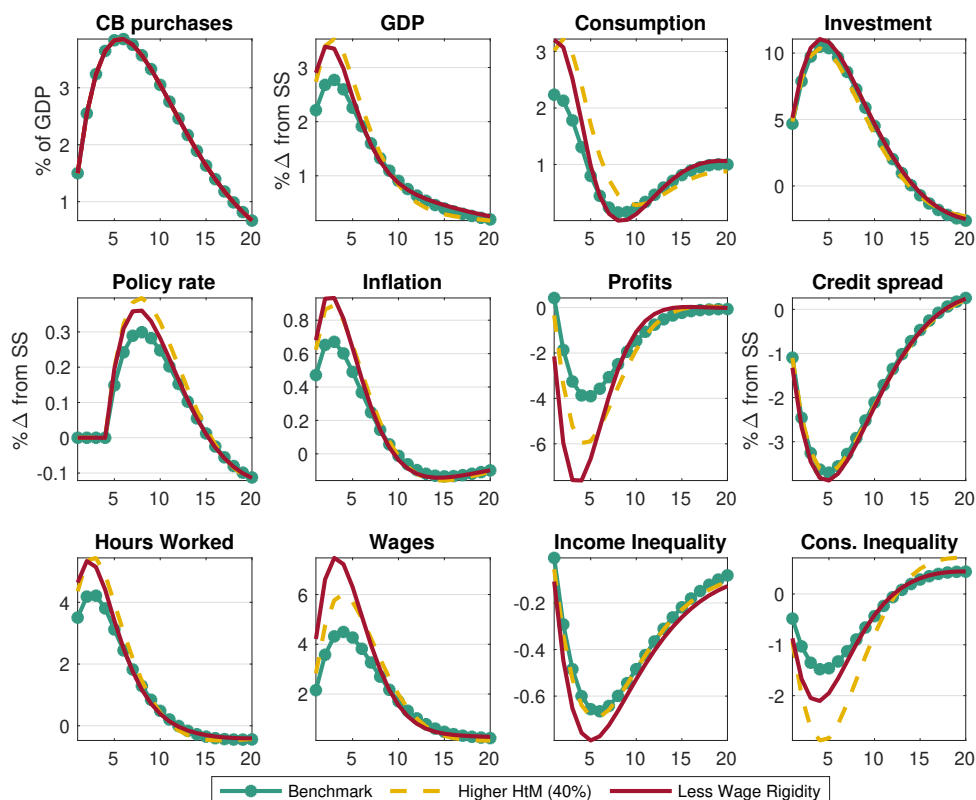 CB purchases
GDP
Consumption
Investment
% of GDP
3
2
1
5 10 15 20
% Δ from SS
3
2
1
5 10 15 20
3
2
1
5 10 15 20
10
5
0
5 10 15 20
Policy rate
Inflation
Profits
Credit spread
% Δ from SS
0.3
0.2
0.1
0
-0.1
5 10 15 20
0.8
0.6
0.4
0.2
0
5 10 15 20
0
-2
-4
-6
5 10 15 20
% Δ from SS
0
-1
-2
-3
5 10 15 20
Hours Worked
Wages
Income Inequality
Cons. Inequality
4
2
0
5 10 15 20
6
4
2
5 10 15 20
-0.2
-0.4
-0.6
5 10 15 20
0
-1
-2
5 10 15 20
Benchmark Higher HtM (40%) Less Wage Rigidity